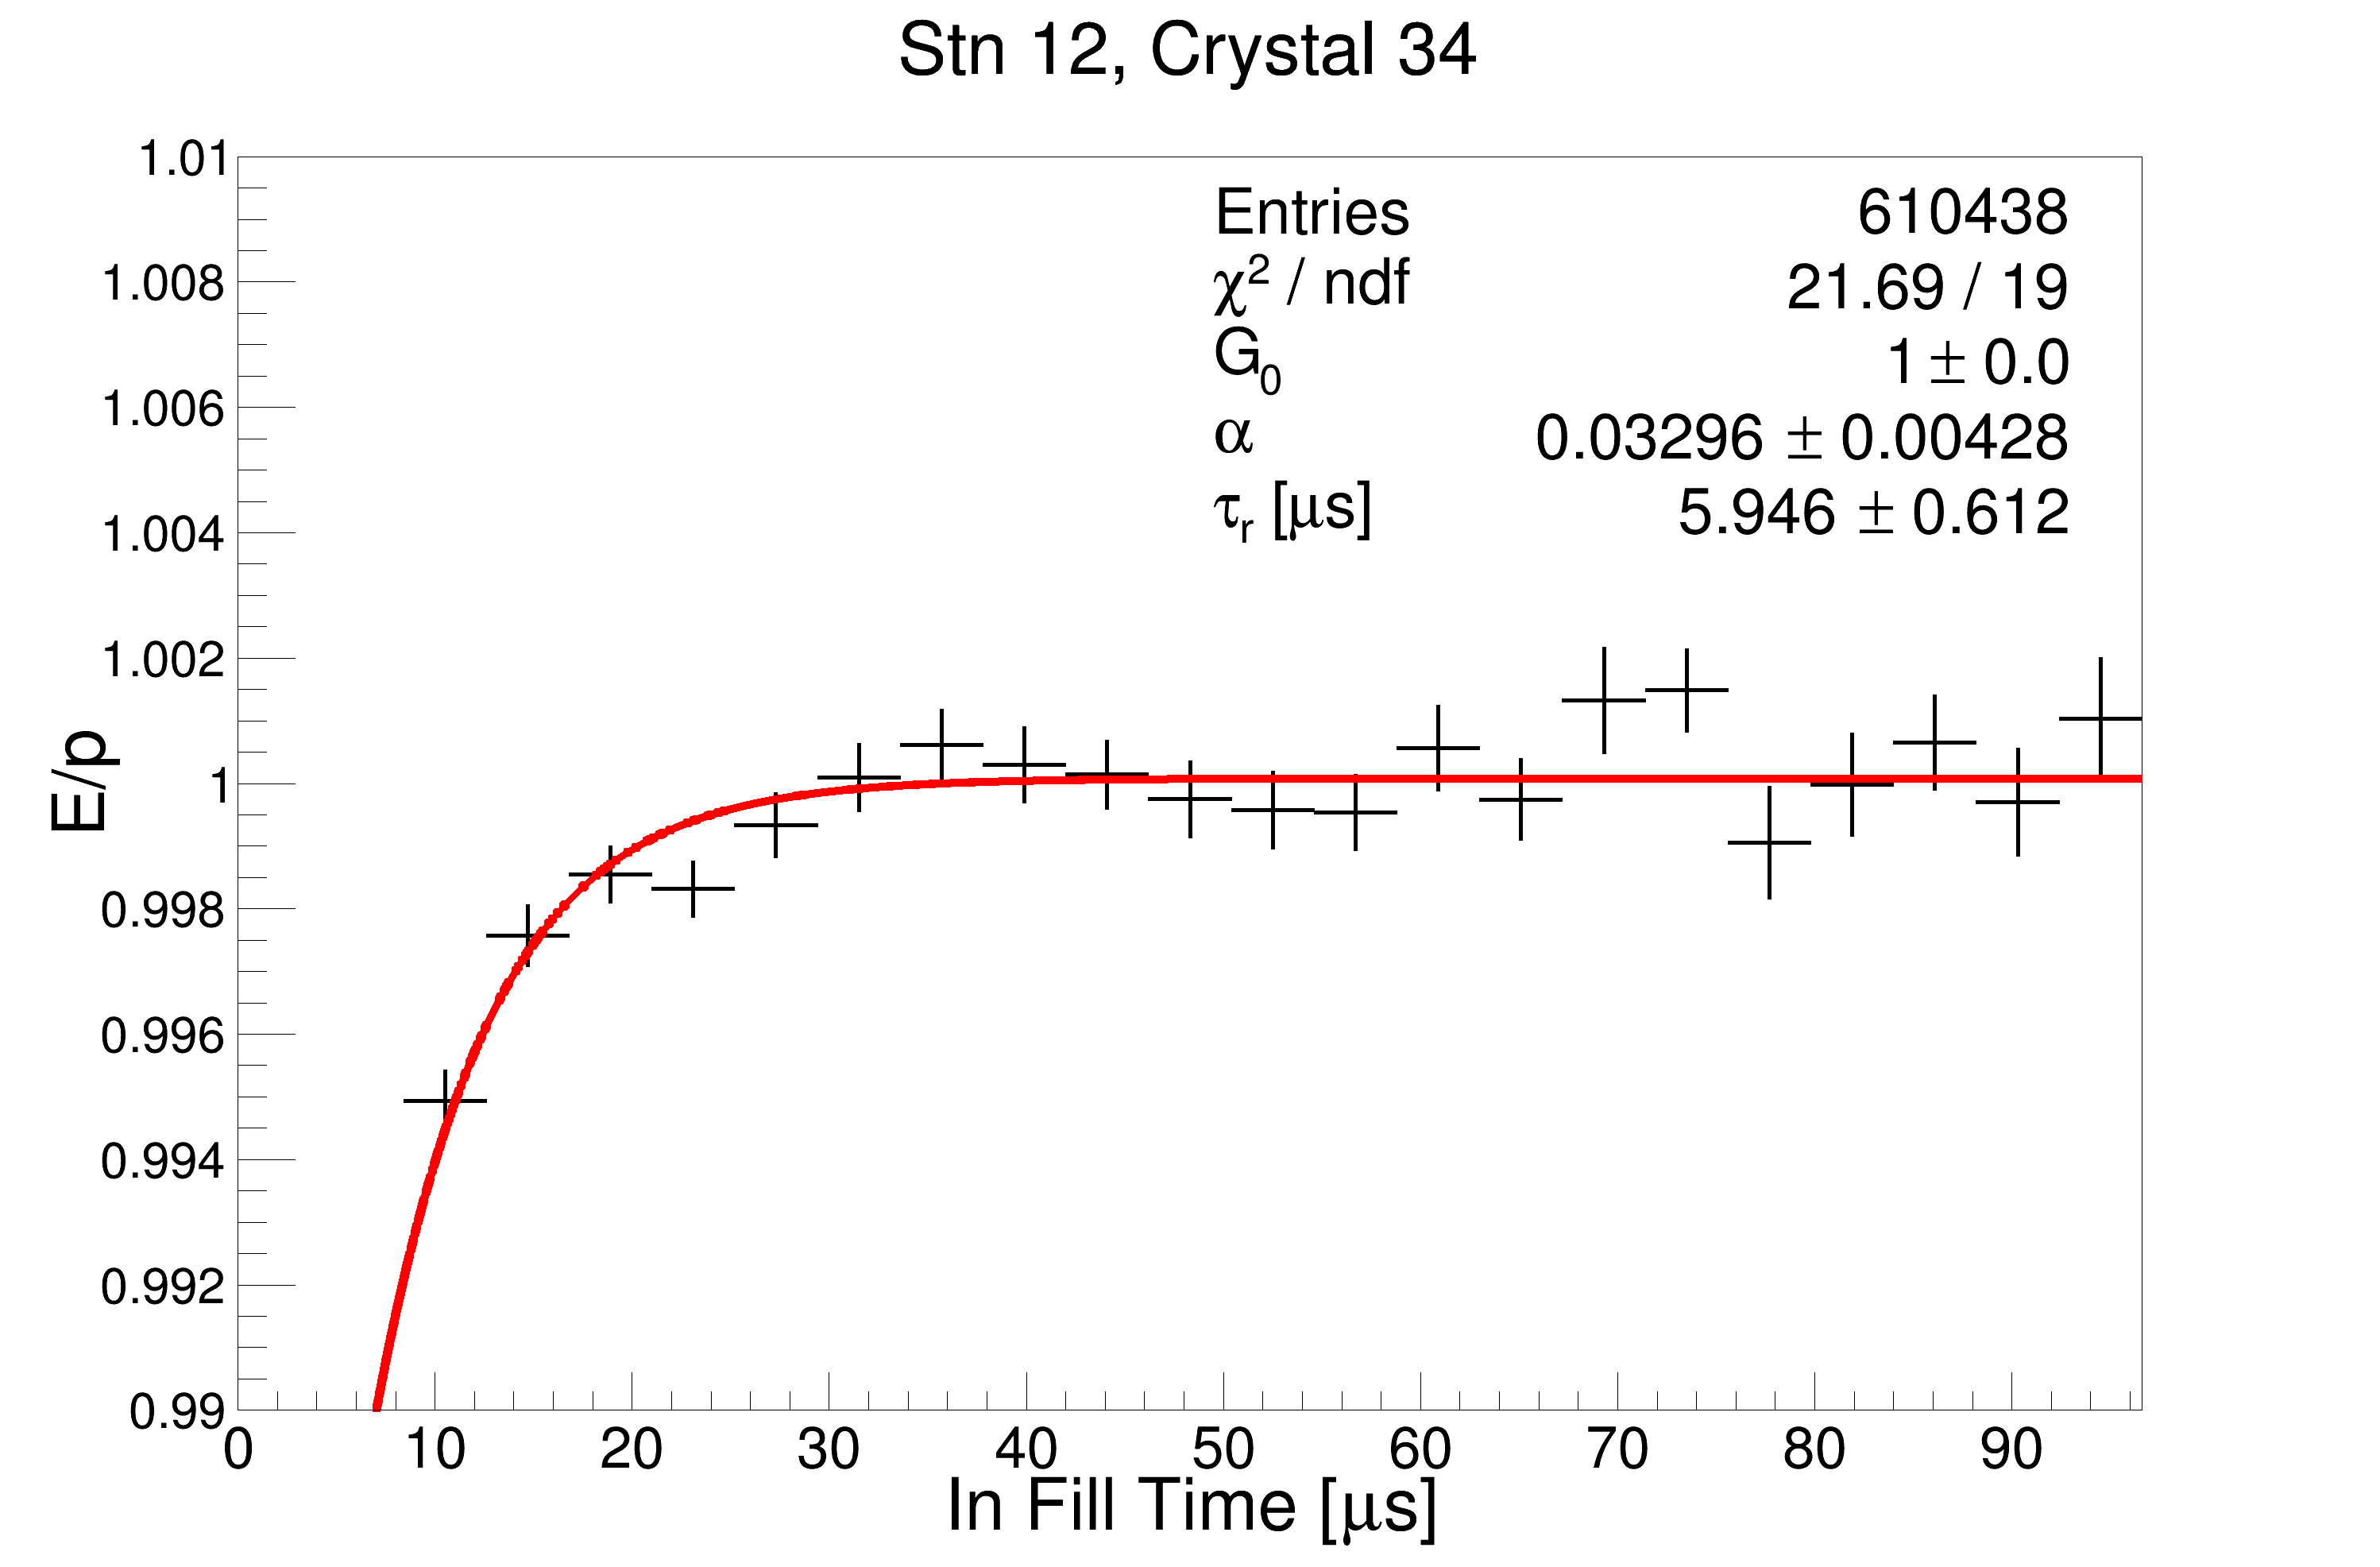 Stn 12, Crystal 34
Entries 610438
χ² / ndf 21.69 / 19
G₀ 1 ± 0.0
α 0.03296 ± 0.00428
τᵣ [μs] 5.946 ± 0.612
1.01
1.008
1.006
1.004
1.002
1
0.998
0.996
0.994
0.992
0.99
E/p
0 10 20 30 40 50 60 70 80 90
In Fill Time [μs]